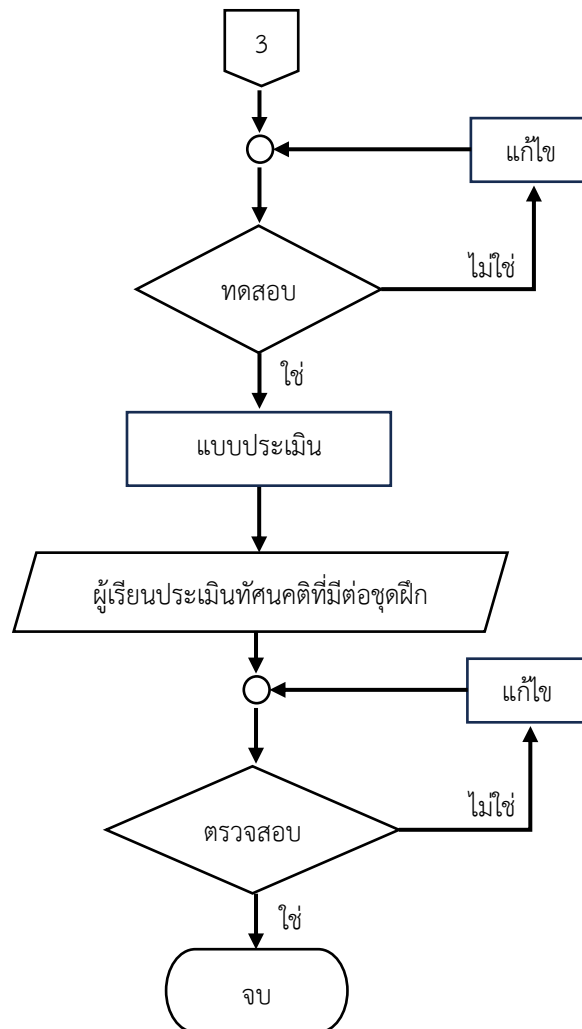 3
แก้ไข
ทดสอบ
ไม่ใช่
ใช่
แบบประเมิน
ผู้เรียนประเมินทัศนคติที่มีต่อชุดฝึก
แก้ไข
ตรวจสอบ
ไม่ใช่
ใช่
จบ